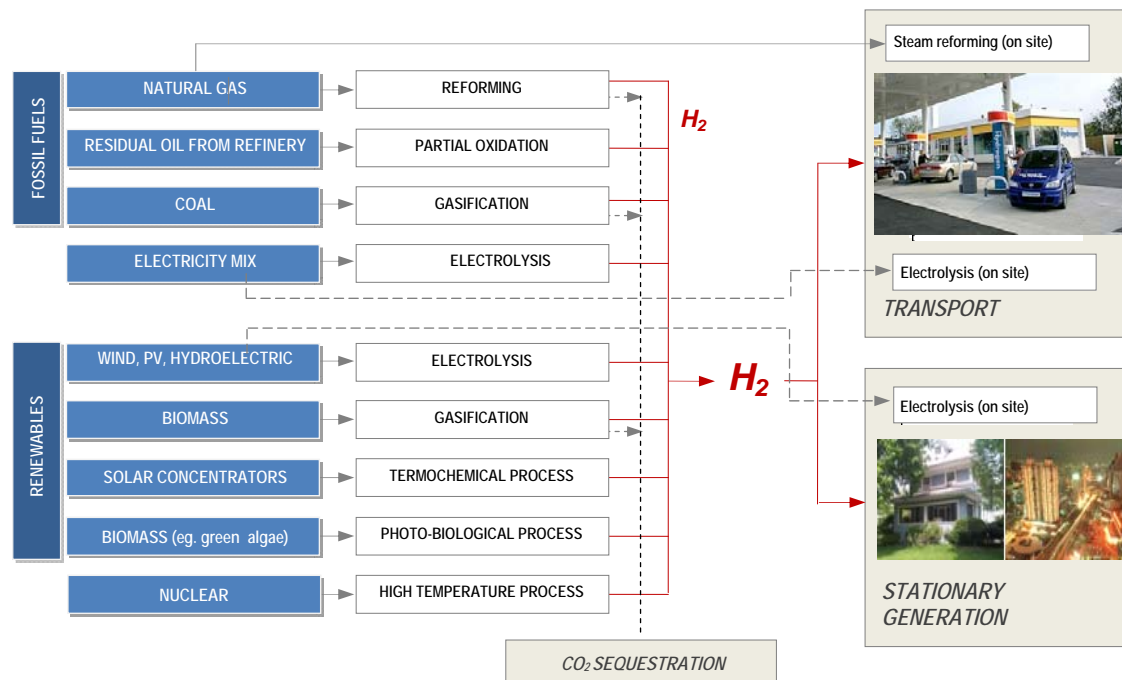 Steam reforming (on site)
FOSSIL FUELS
NATURAL GAS
REFORMING
H2
RESIDUAL OIL FROM REFINERY
PARTIAL OXIDATION
Hydrogen
COAL
GASIFICATION
ELECTRICITY MIX
ELECTROLYSIS
Electrolysis (on site)
TRANSPORT
RENEWABLES
WIND, PV, HYDROELECTRIC
ELECTROLYSIS
H2
BIOMASS
GASIFICATION
Electrolysis (on site)
SOLAR CONCENTRATORS
TERMOCHEMICAL PROCESS
BIOMASS (eg. green algae)
PHOTO-BIOLOGICAL PROCESS
NUCLEAR
HIGH TEMPERATURE PROCESS
STATIONARY
GENERATION
CO2 SEQUESTRATION